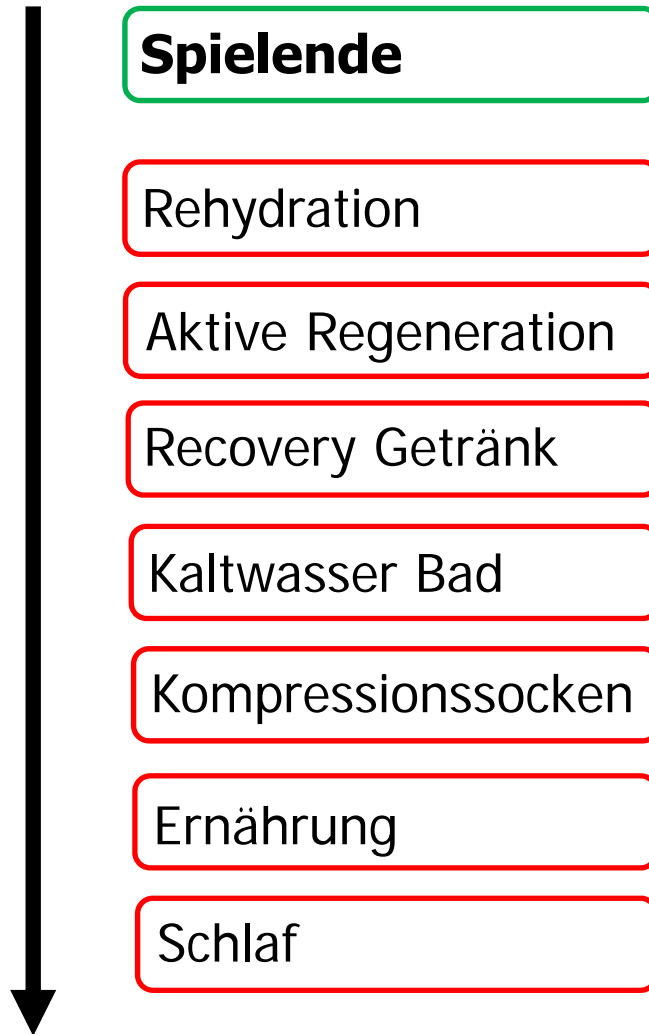 Spielende
Rehydration
Aktive Regeneration
Recovery Getränk
Kaltwasser Bad
Kompressionssocken
Ernährung
Schlaf